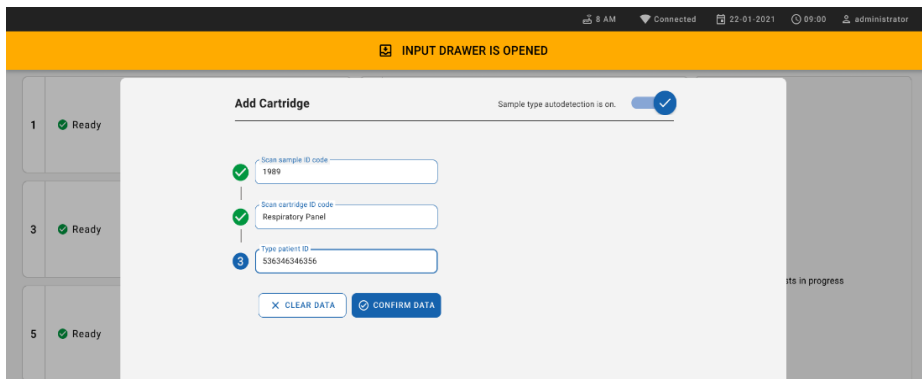 8 AM Connected 22-01-2021 09:00 administrator
INPUT DRAWER IS OPENED
Add Cartridge Sample type autodetection is on.
1 Ready
Scan sample ID code
1989
Scan cartridge ID code
Respiratory Panel
3 Ready
Type patient ID
3 536346346356
sts in progress
CLEAR DATA CONFIRM DATA
5 Ready